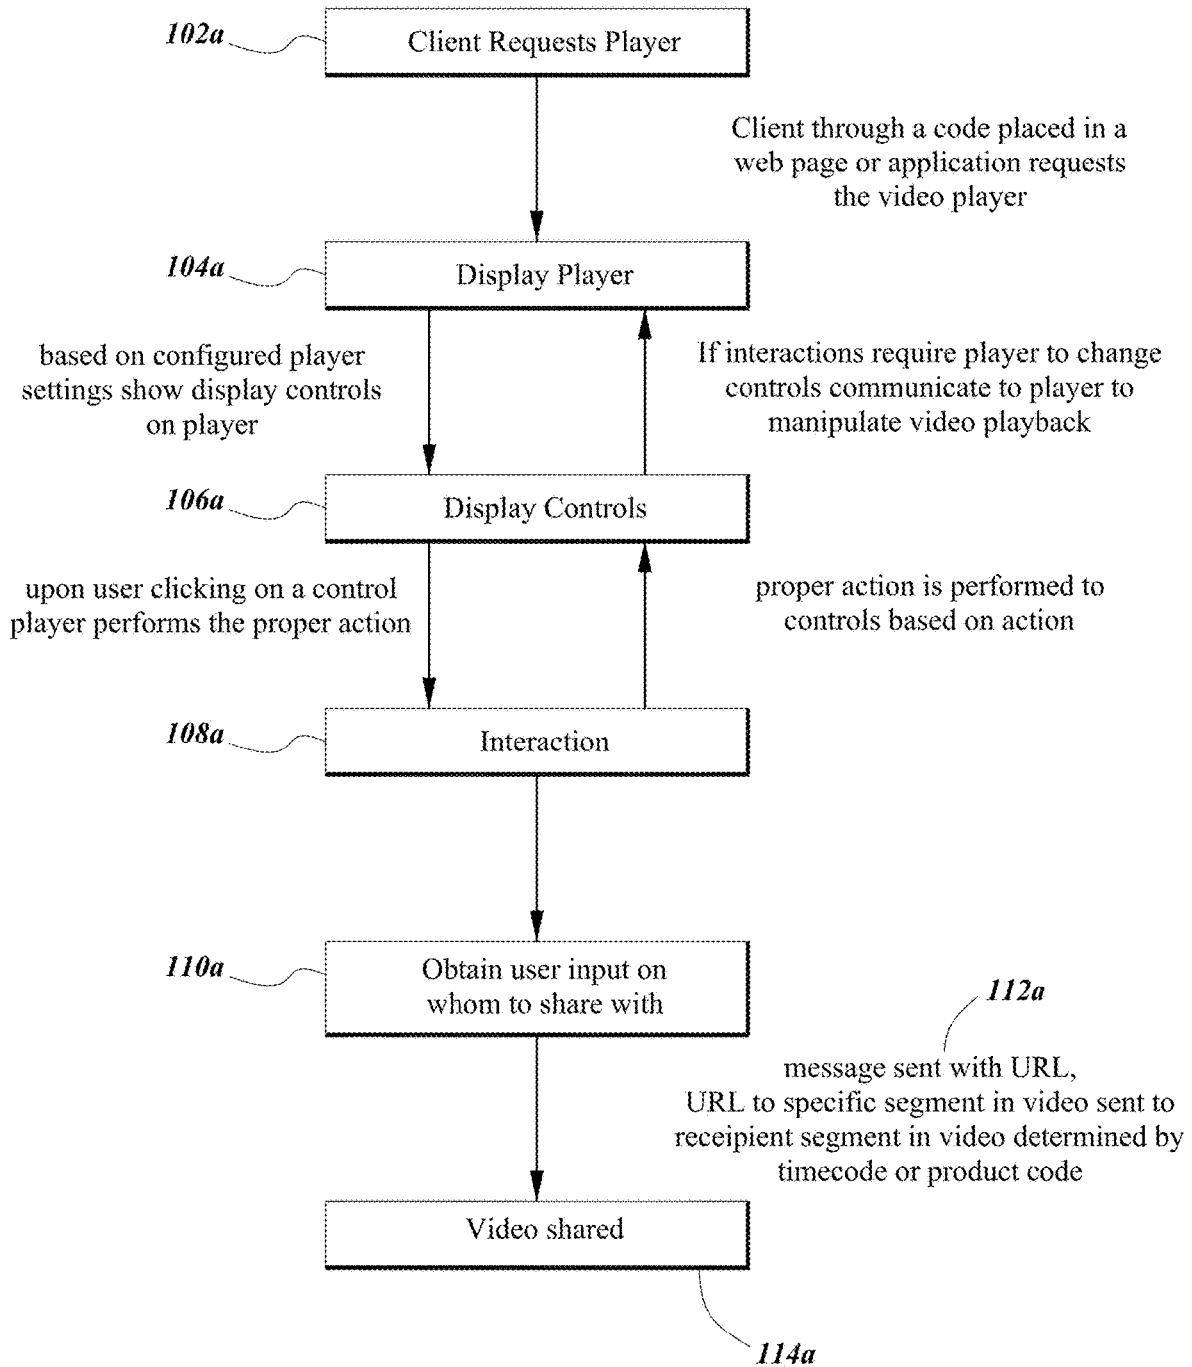 102a
Client Requests Player
Client through a code placed in a
web page or application requests
the video player
104a
Display Player
based on configured player
settings show display controls
on player
If interactions require player to change
controls communicate to player to
manipulate video playback
106a
Display Controls
upon user clicking on a control
player performs the proper action
proper action is performed to
controls based on action
108a
Interaction
110a
Obtain user input on
whom to share with
112a
message sent with URL,
URL to specific segment in video sent to
receipient segment in video determined by
timecode or product code
Video shared
114a